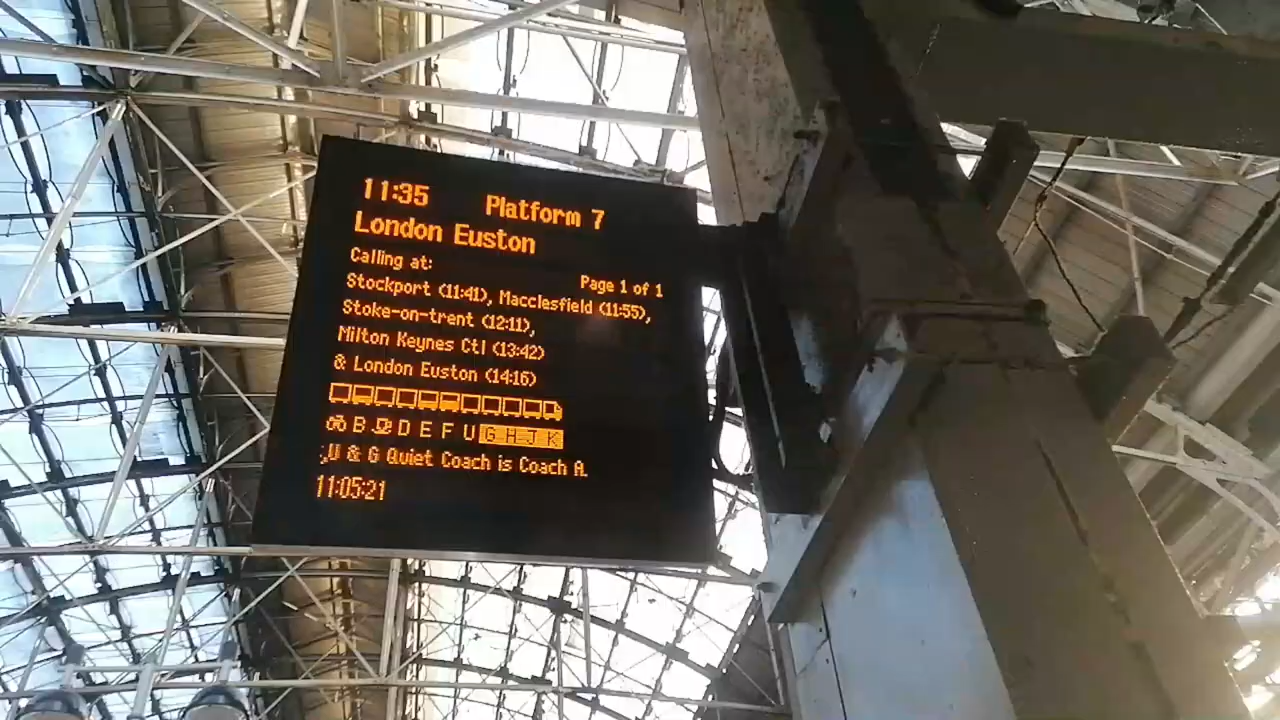 11:35 Platform 7
London Euston
Calling at:
Page 1 of 1
Stockport (11:41), Macclesfield (11:55),
Stoke-on-trent (12:11),
Milton Keynes Ctl (13:42)
& London Euston (14:16)
B D E F U G H J K
U & G Quiet Coach is Coach A.
11:05:21